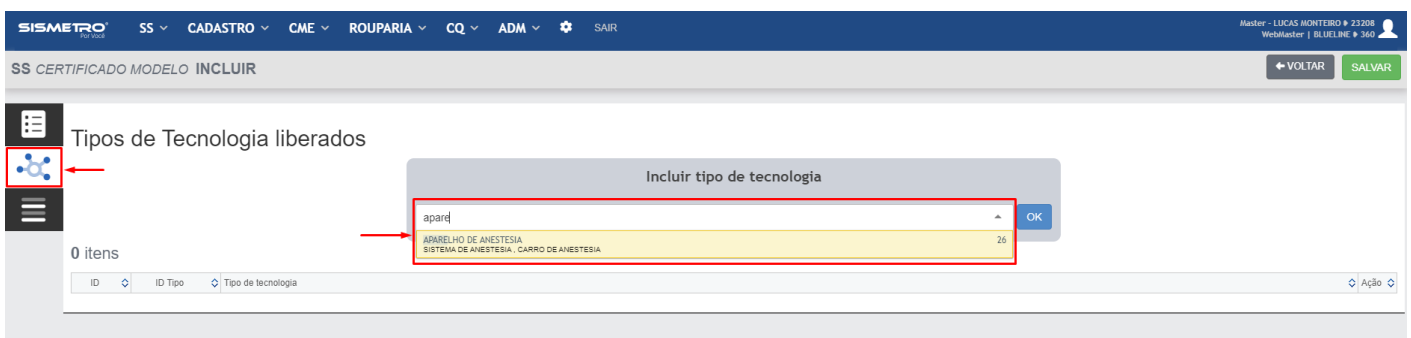 SISMETRO® SS CADASTRO CME ROUPARIA CQ ADM SAIR
Por Você
Master - LUCAS MONTEIRO 23208
WebMaster | BLUELINE 360
SS CERTIFICADO MODELO INCLUIR
VOLTAR
SALVAR
Tipos de Tecnologia liberados
Incluir tipo de tecnologia
apare
OK
APARELHO DE ANESTESIA 26
SISTEMA DE ANESTESIA , CARRO DE ANESTESIA
0 itens
ID ID Tipo Tipo de tecnologia Ação